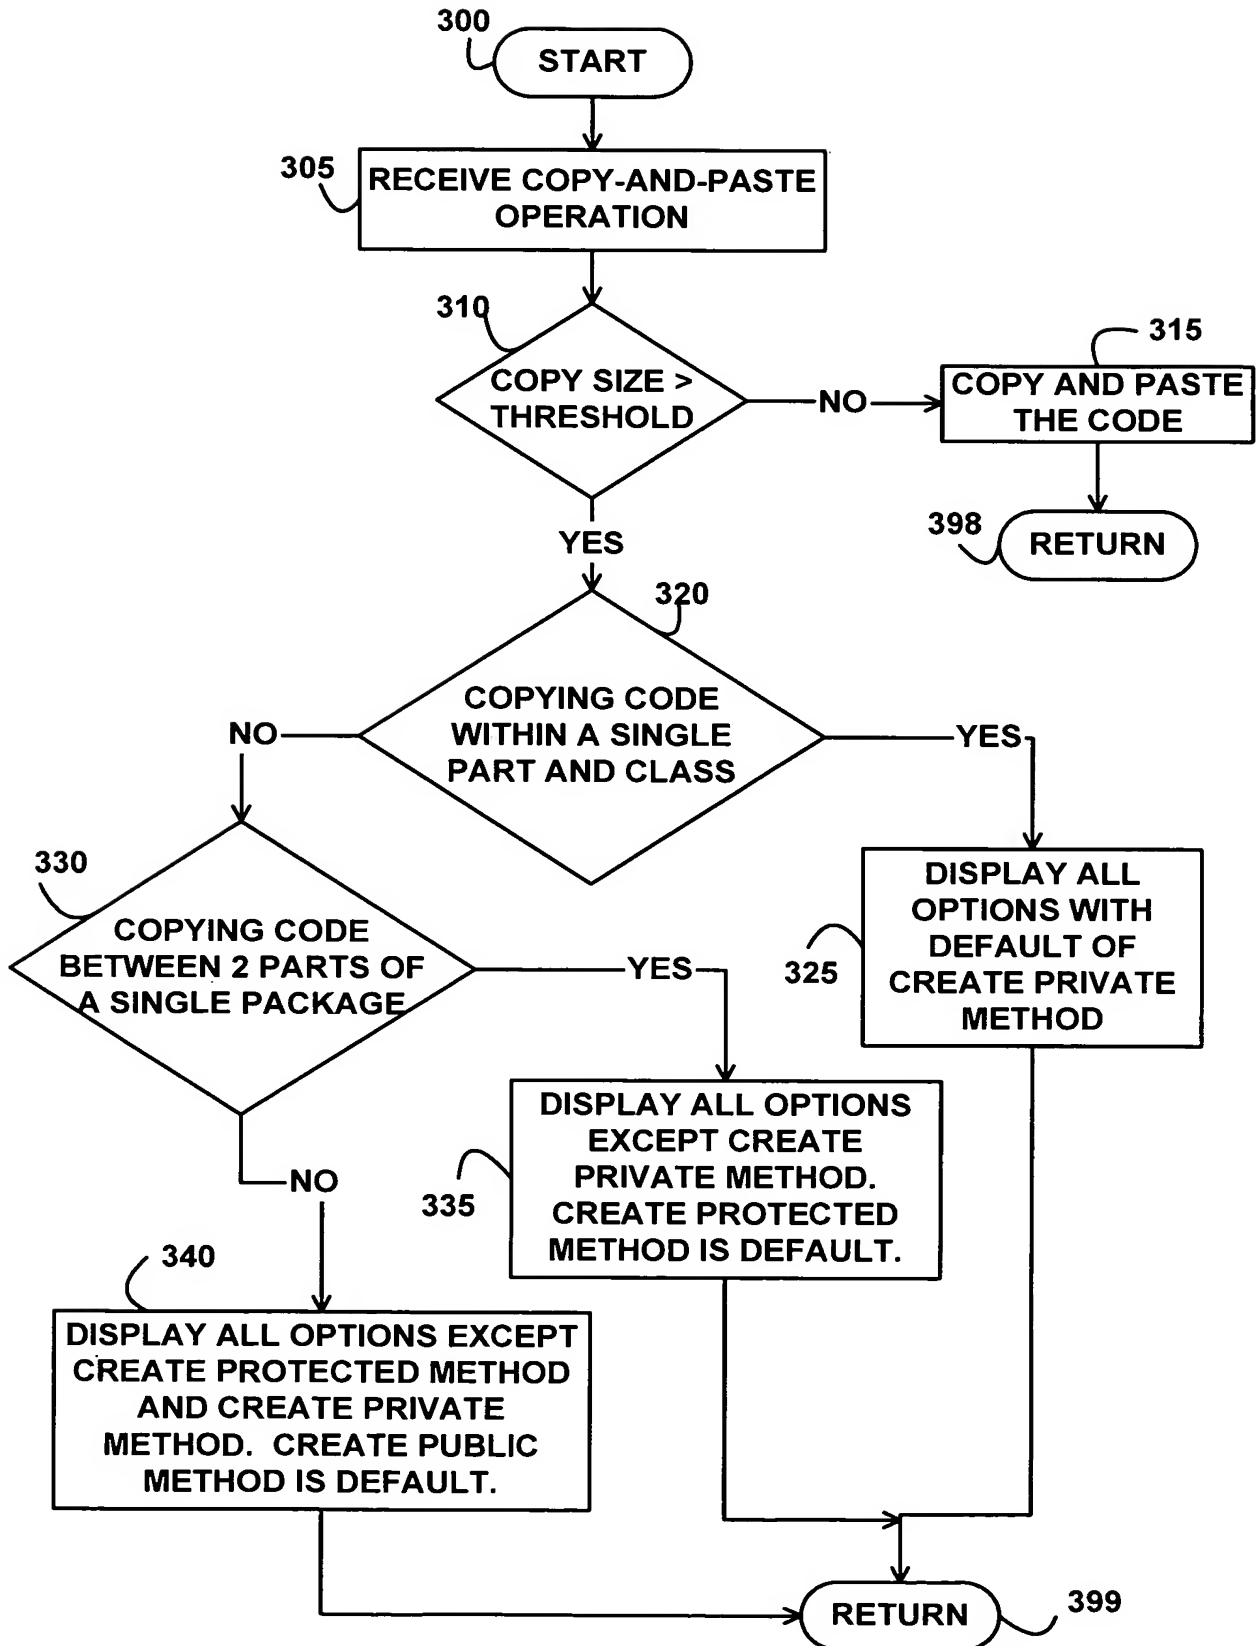 300
START
305
RECEIVE COPY-AND-PASTE
OPERATION
310
COPY SIZE >
THRESHOLD
NO
315
COPY AND PASTE
THE CODE
398
RETURN
YES
320
COPYING CODE
WITHIN A SINGLE
PART AND CLASS
NO
YES
330
COPYING CODE
BETWEEN 2 PARTS OF
A SINGLE PACKAGE
YES
325
DISPLAY ALL
OPTIONS WITH
DEFAULT OF
CREATE PRIVATE
METHOD
NO
335
DISPLAY ALL OPTIONS
EXCEPT CREATE
PRIVATE METHOD.
CREATE PROTECTED
METHOD IS DEFAULT.
340
DISPLAY ALL OPTIONS EXCEPT
CREATE PROTECTED METHOD
AND CREATE PRIVATE
METHOD. CREATE PUBLIC
METHOD IS DEFAULT.
RETURN
399